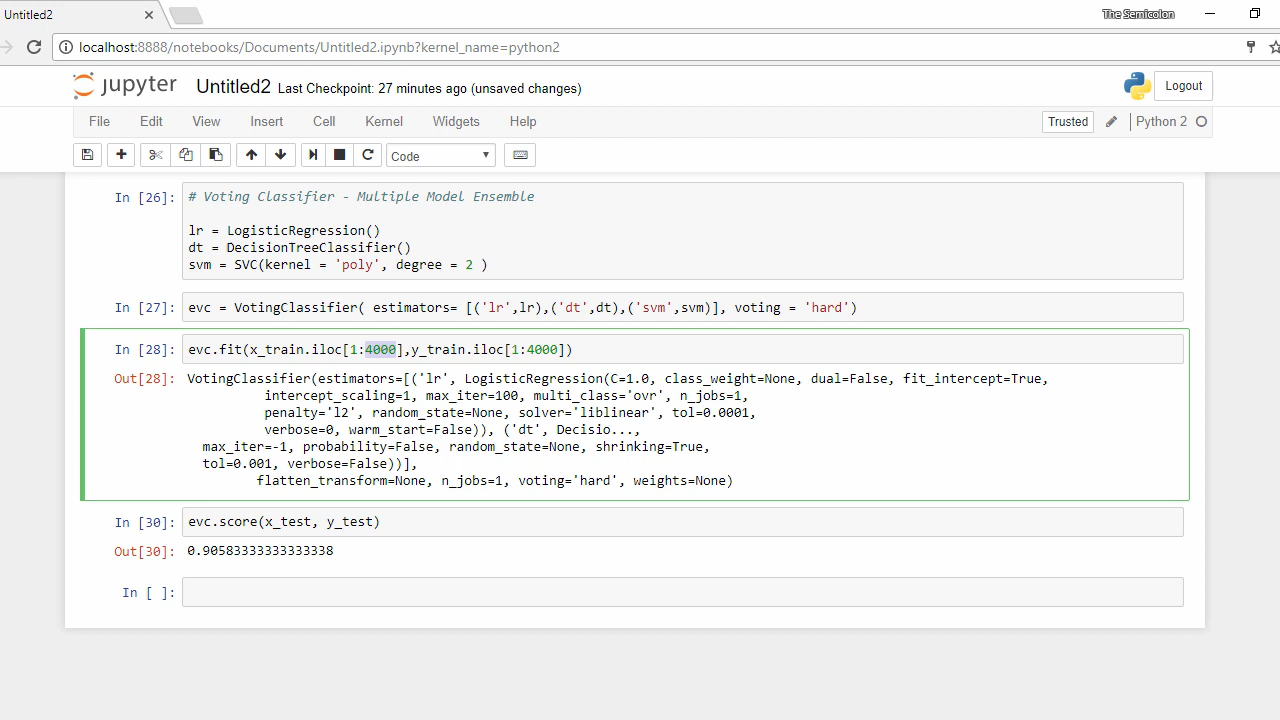 Untitled2
The Semicolon
localhost:8888/notebooks/Documents/Untitled2.ipynb?kernel_name=python2
jupyter Untitled2 Last Checkpoint: 27 minutes ago (unsaved changes)
Logout
File Edit View Insert Cell Kernel Widgets Help
Trusted
Python 2
Code
In [26]: # Voting Classifier - Multiple Model Ensemble
lr = LogisticRegression()
dt = DecisionTreeClassifier()
svm = SVC(kernel = 'poly', degree = 2 )
In [27]: evc = VotingClassifier( estimators= [('lr',lr),('dt',dt),('svm',svm)], voting = 'hard')
In [28]: evc.fit(x_train.iloc[1:4000],y_train.iloc[1:4000])
Out[28]: VotingClassifier(estimators=[('lr', LogisticRegression(C=1.0, class_weight=None, dual=False, fit_intercept=True,
intercept_scaling=1, max_iter=100, multi_class='ovr', n_jobs=1,
penalty='l2', random_state=None, solver='liblinear', tol=0.0001,
verbose=0, warm_start=False)), ('dt', Decisio...,
max_iter=-1, probability=False, random_state=None, shrinking=True,
tol=0.001, verbose=False))],
flatten_transform=None, n_jobs=1, voting='hard', weights=None)
In [30]: evc.score(x_test, y_test)
Out[30]: 0.90583333333333338
In [ ]: